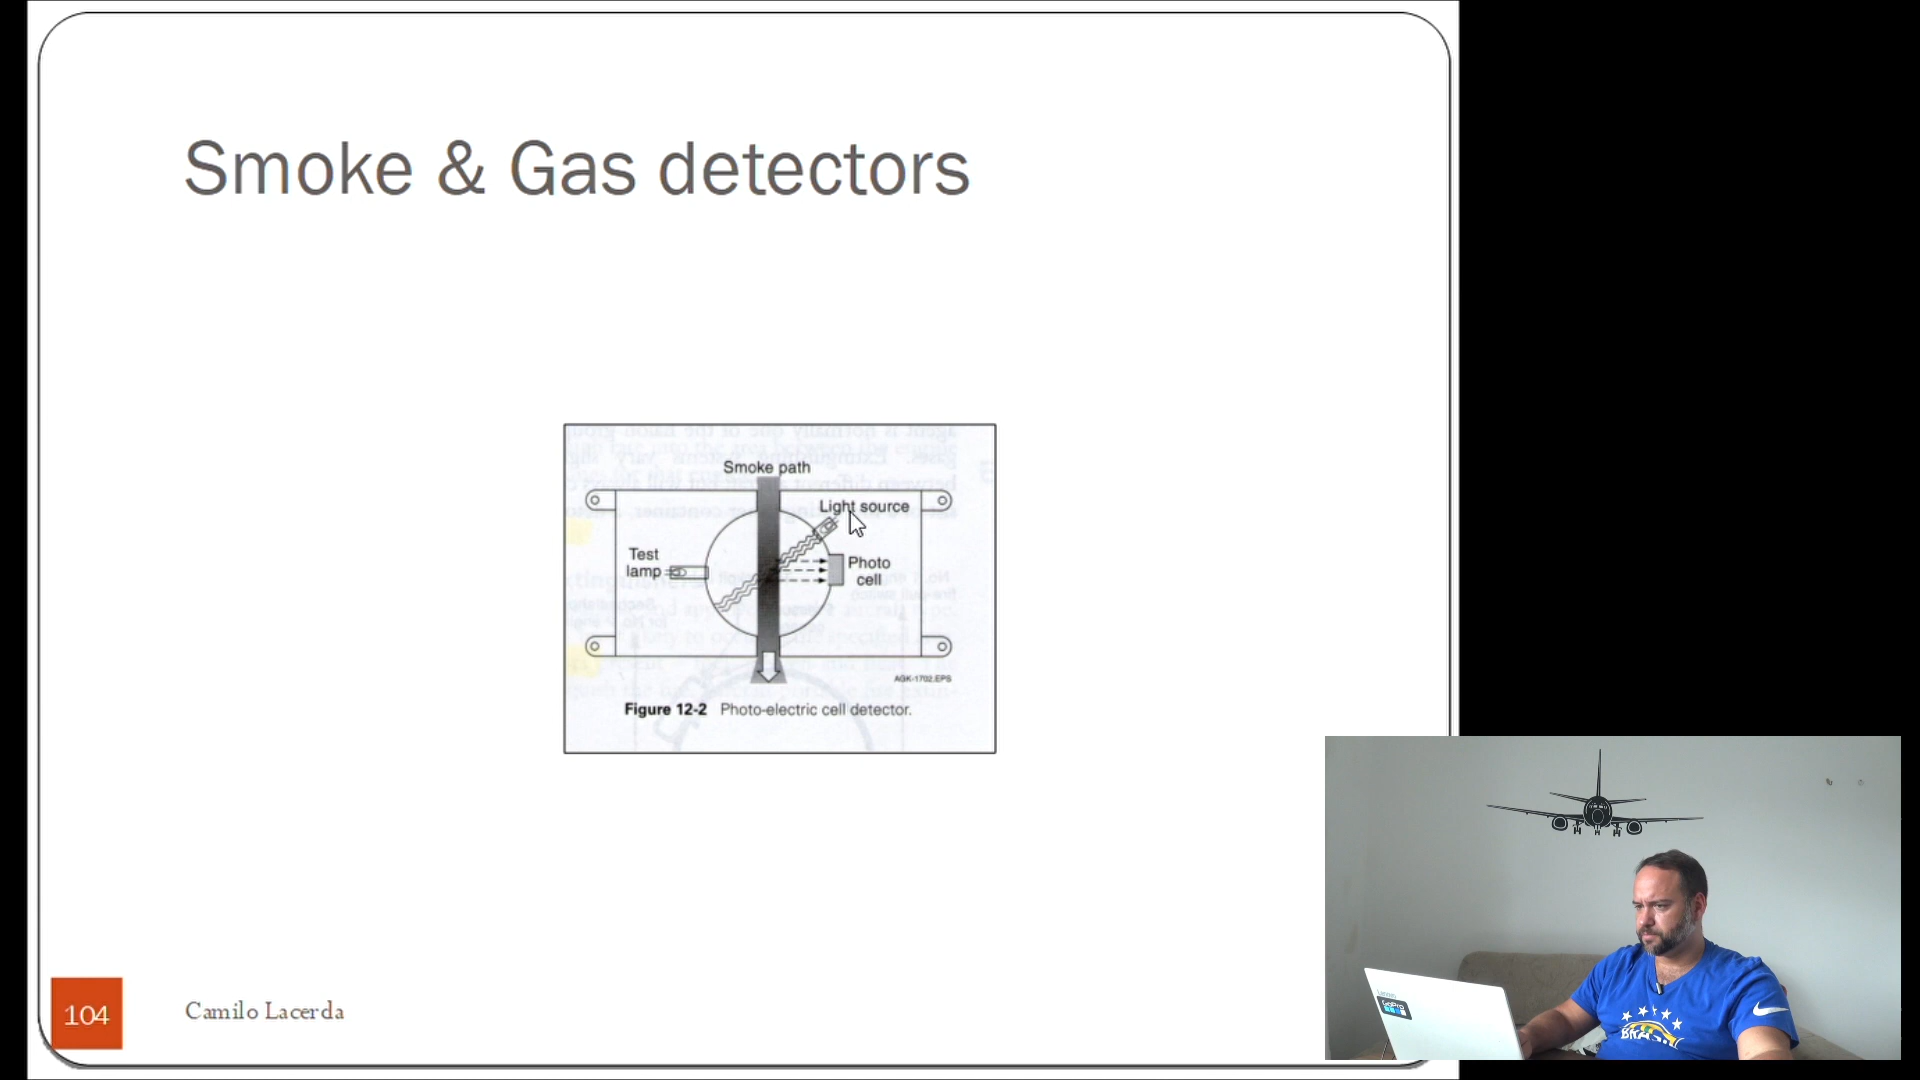 Smoke & Gas detectors
Smoke path
Light source
Test
lamp
Photo
cell
AGK-1702.EPS
Figure 12-2 Photo-electric cell detector.
104
Camilo Lacerda
GoPro